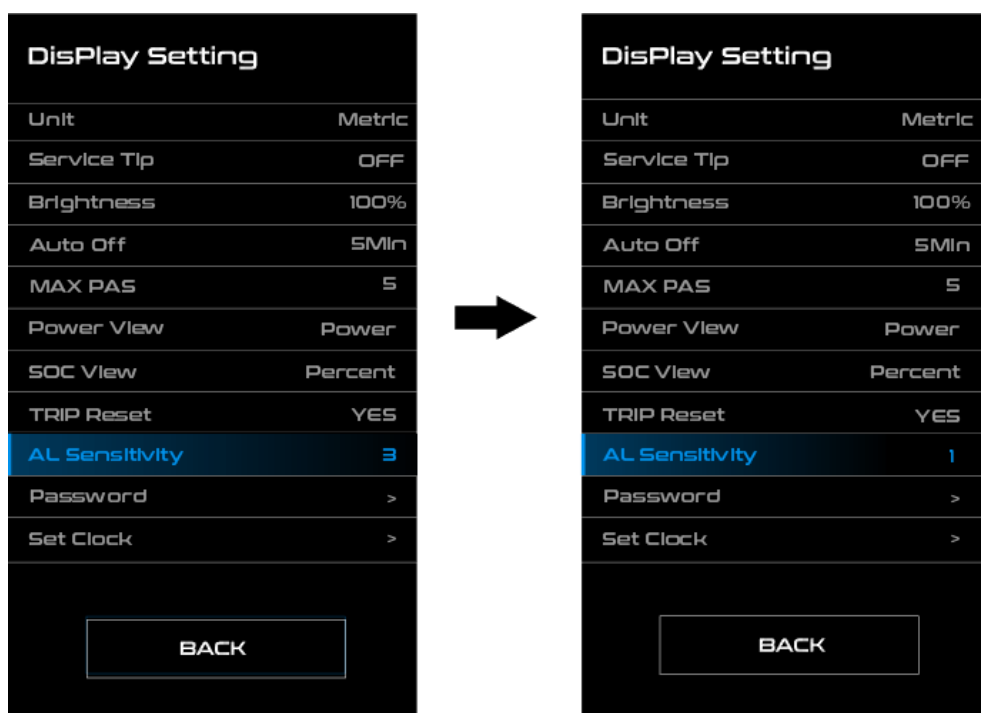 DisPlay Setting
Unit Metric
Service Tip OFF
Brightness 100%
Auto Off 5Min
MAX PAS 5
Power View Power
SOC View Percent
TRIP Reset YES
AL Sensitivity 3
Password >
Set Clock >
BACK
DisPlay Setting
Unit Metric
Service Tip OFF
Brightness 100%
Auto Off 5Min
MAX PAS 5
Power View Power
SOC View Percent
TRIP Reset YES
AL Sensitivity 1
Password >
Set Clock >
BACK